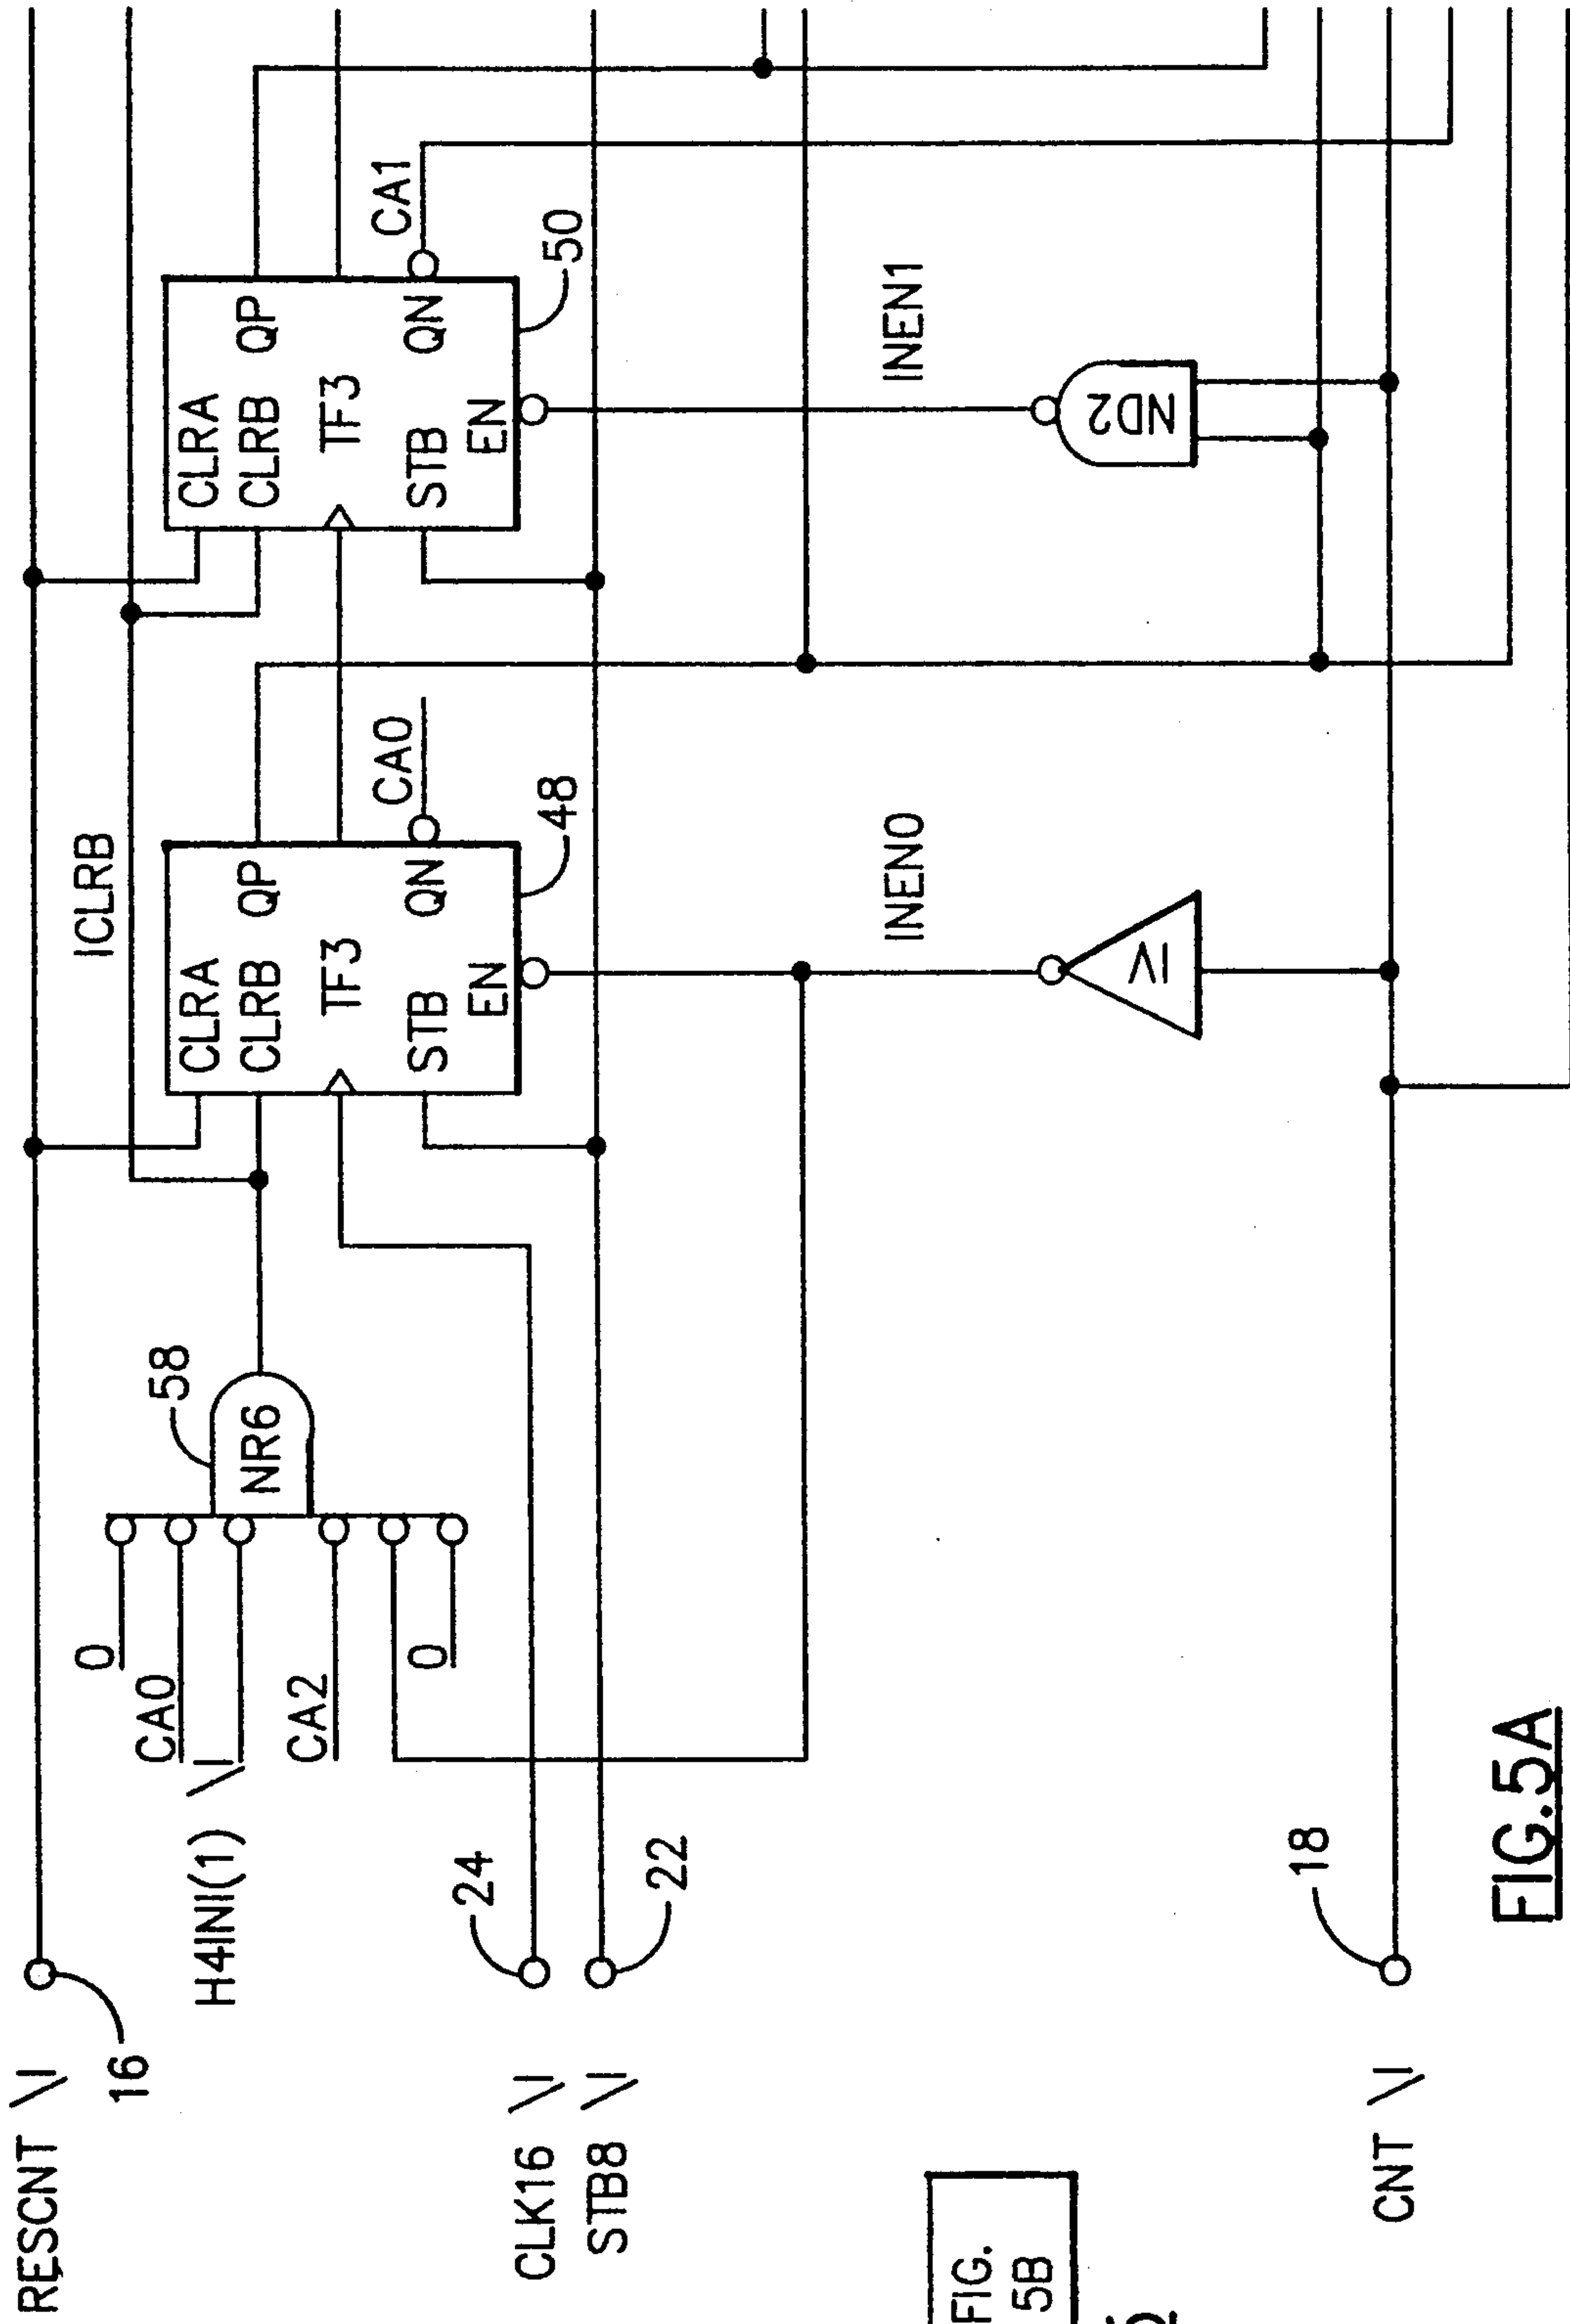 RESCNT \I
16
ICLRB
58
NR6
0
CA0
H4INI(1) \I
CA2
0
CLRA
CLRB QP
TF3
STB QN
EN
CA0
48
CLRA
CLRB QP
TF3
STB QN
EN
CA1
50
24
CLK16 \I
STB8 \I
22
INEN0
INEN1
IV
ND2
18
CNT \I
FIG.
5B
FIG.5A